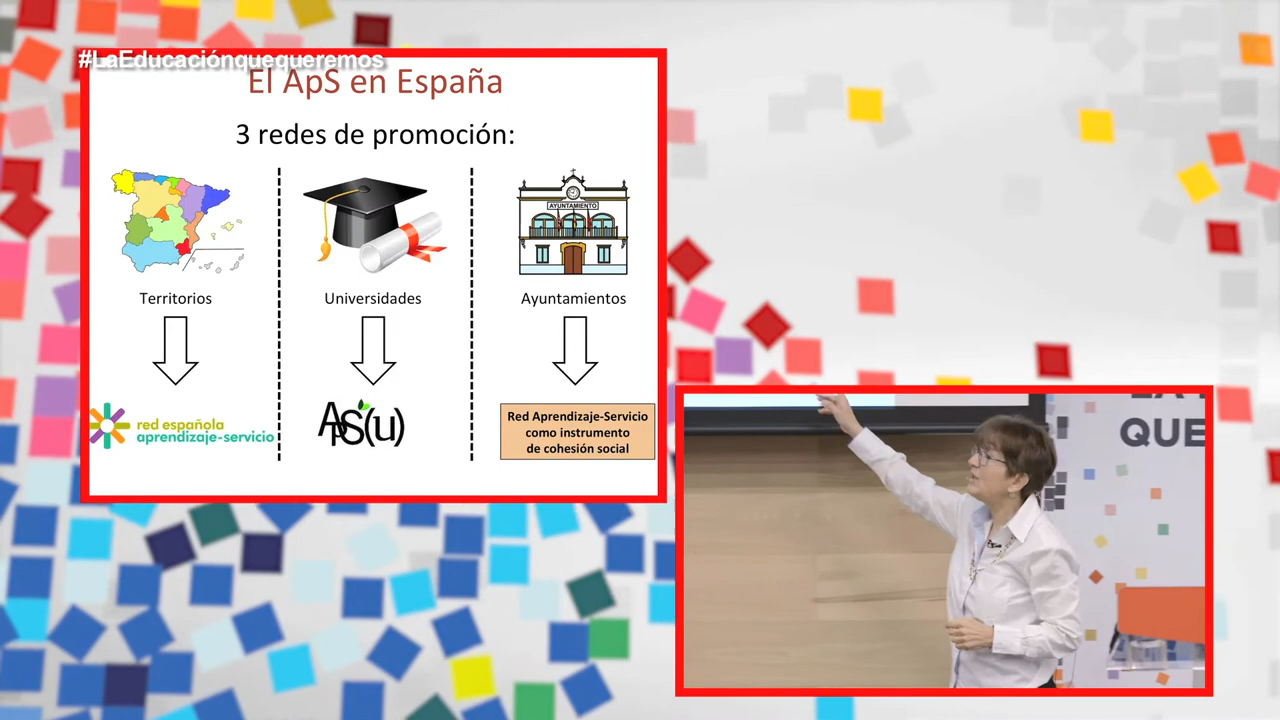 #LaEducaciónquequeremos
El ApS en España
3 redes de promoción:
AYUNTAMIENTO
Territorios
Universidades
Ayuntamientos
red española
aprendizaje-servicio
ApS(u)
Red Aprendizaje-Servicio
como instrumento
de cohesión social
QUE